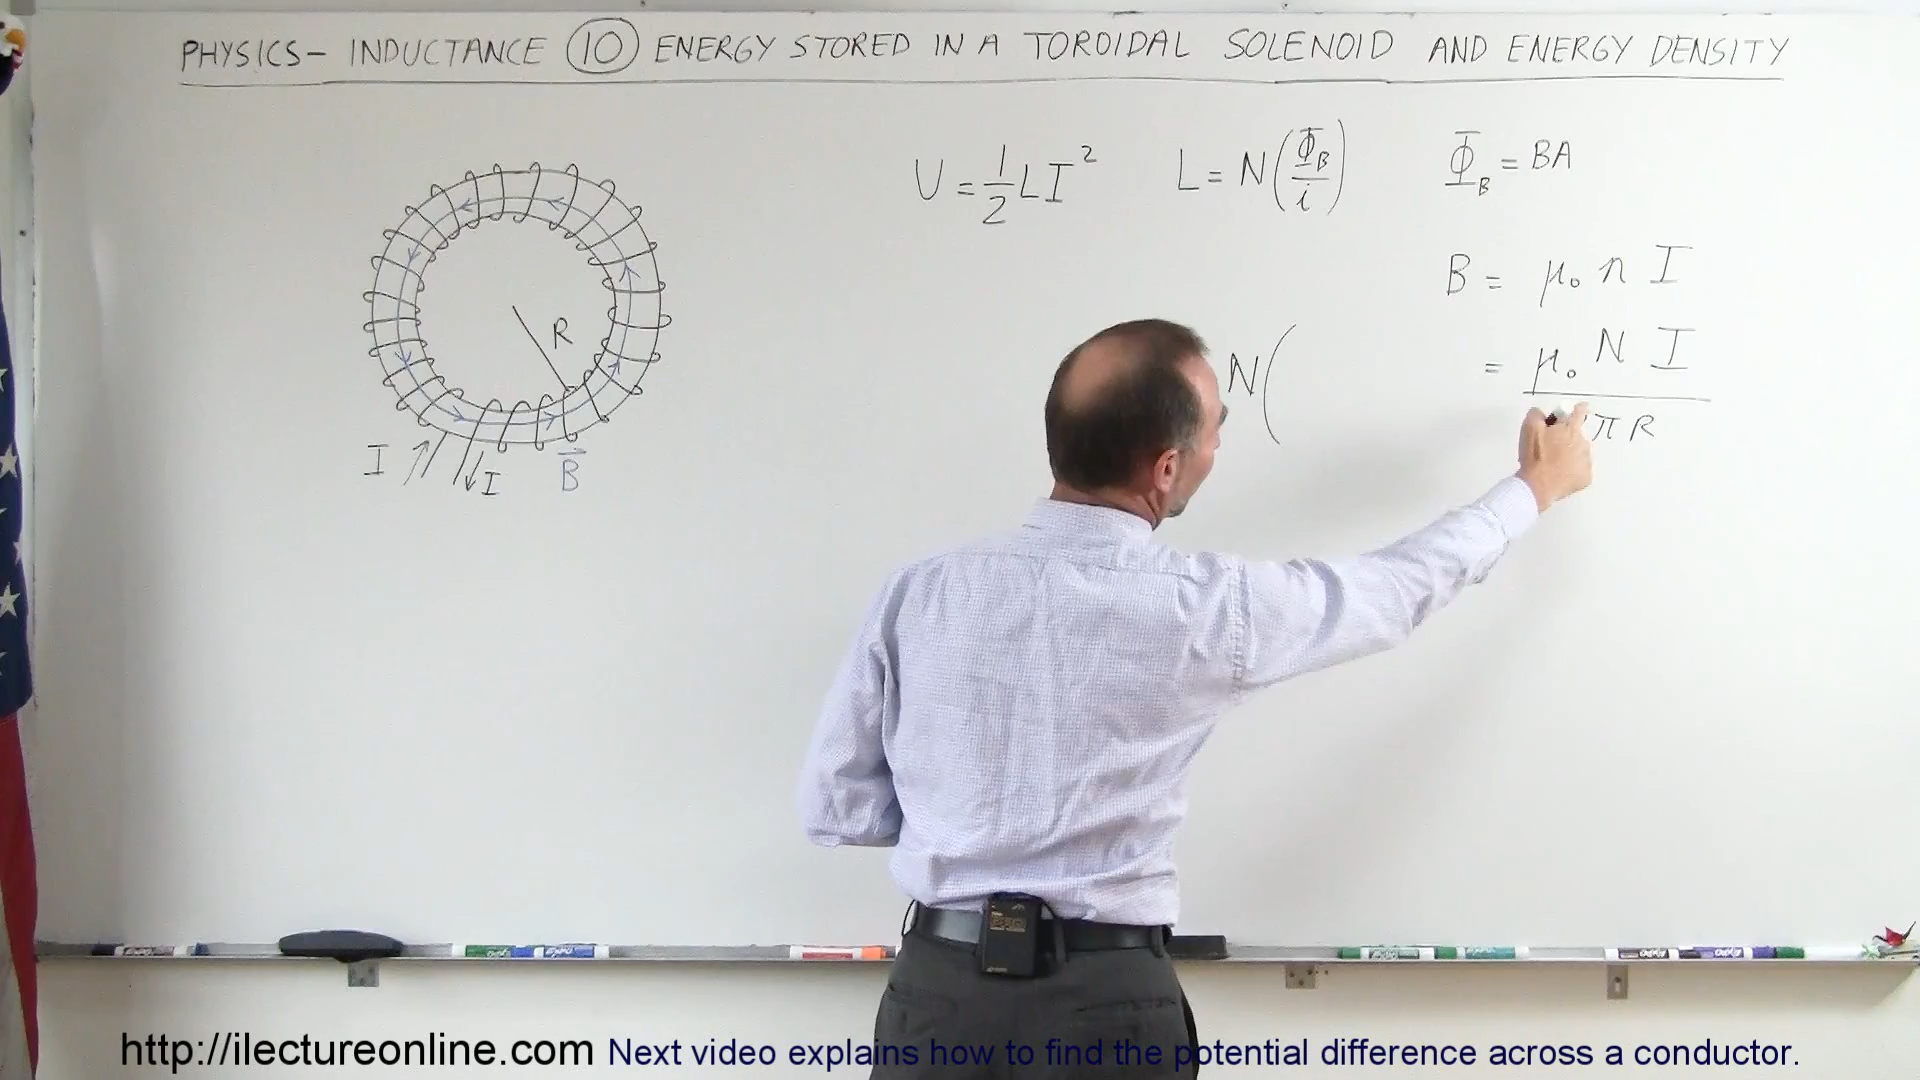 PHYSICS- INDUCTANCE 10 ENERGY STORED IN A TOROIDAL SOLENOID AND ENERGY DENSITY
U = 1/2 LI² L = N(Φ_B/i) Φ_B = BA
B = μ₀ n I
N( = μ₀ N I
π R
R
I I B
http://ilectureonline.com Next video explains how to find the potential difference across a conductor.